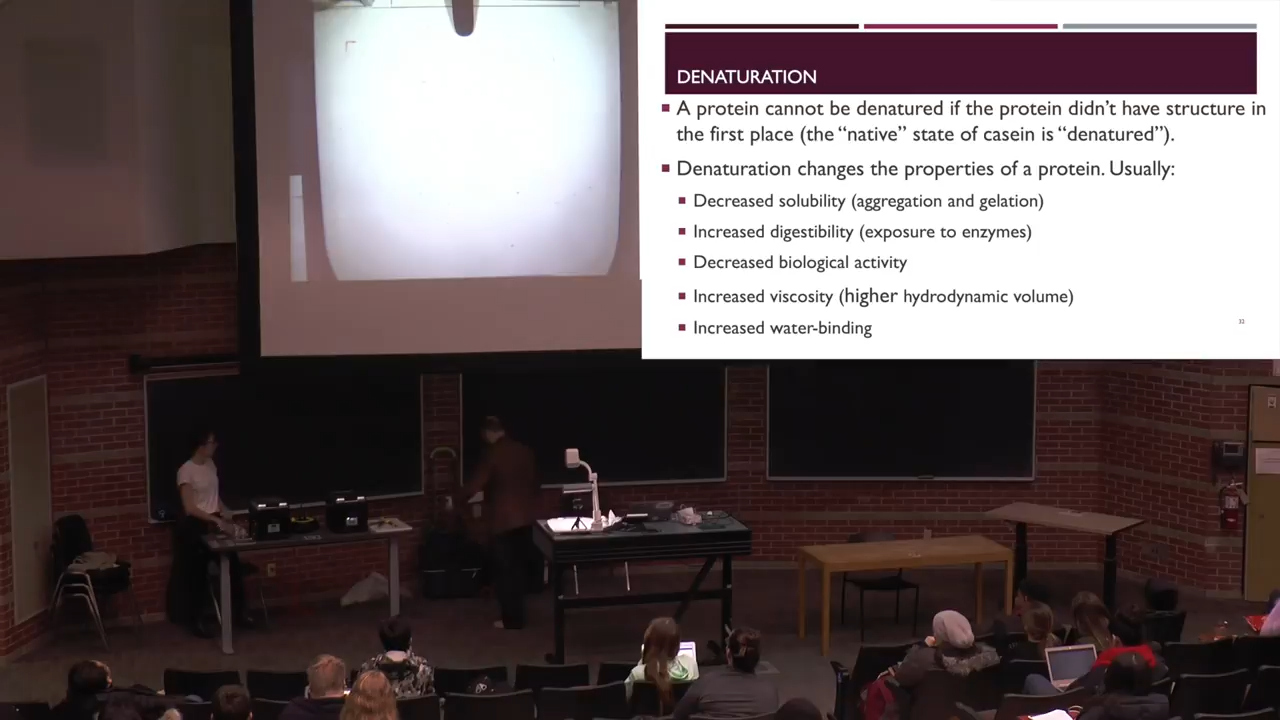 DENATURATION
A protein cannot be denatured if the protein didn't have structure in
the first place (the “native” state of casein is “denatured”).
Denaturation changes the properties of a protein. Usually:
Decreased solubility (aggregation and gelation)
Increased digestibility (exposure to enzymes)
Decreased biological activity
Increased viscosity (higher hydrodynamic volume)
Increased water-binding
32